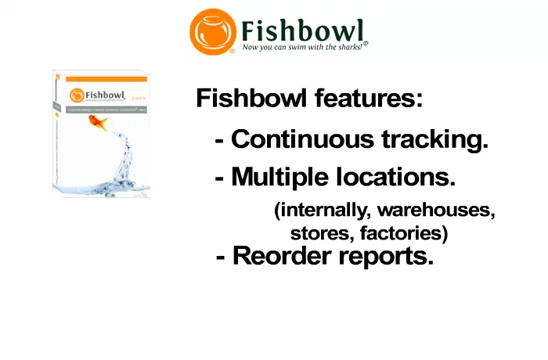 Fishbowl®
Now you can swim with the sharks!®
Fishbowl
Fishbowl features:
- Continuous tracking.
- Multiple locations.
(internally, warehouses,
stores, factories)
- Reorder reports.